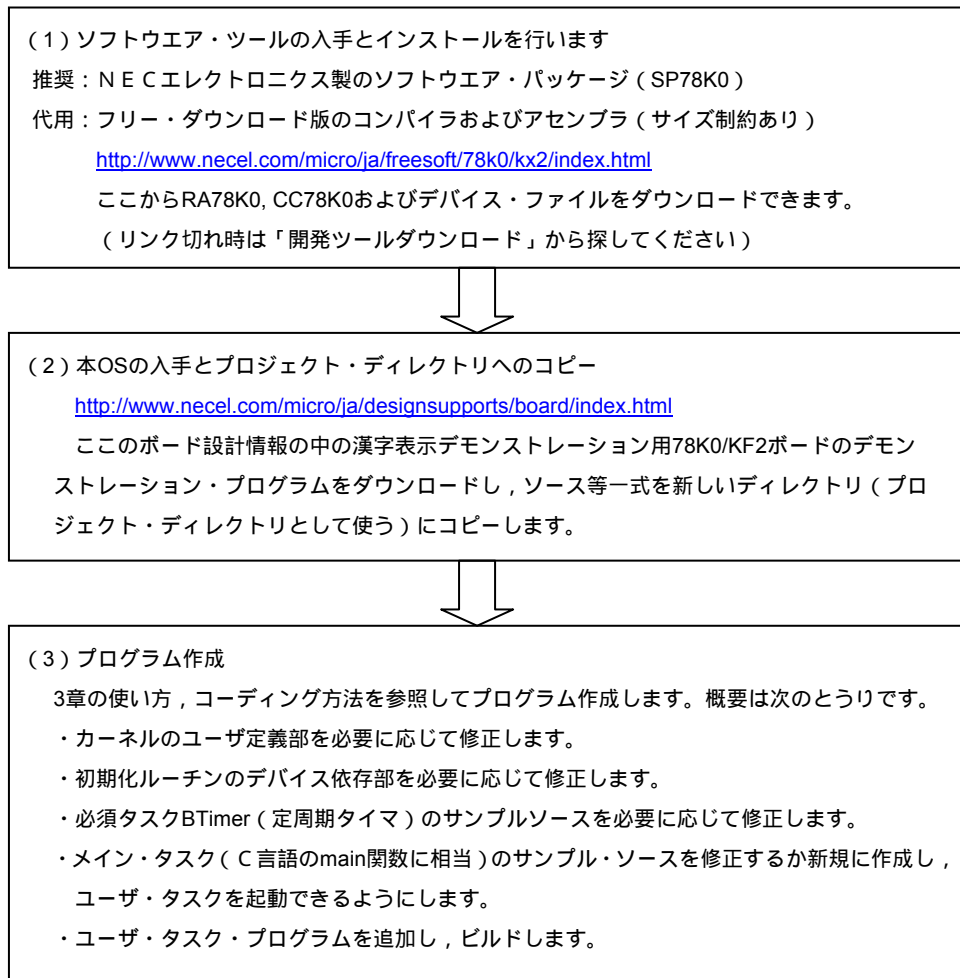 （1）ソフトウエア・ツールの入手とインストールを行います
推奨：ＮＥＣエレクトロニクス製のソフトウエア・パッケージ（SP78K0）
代用：フリー・ダウンロード版のコンパイラおよびアセンブラ（サイズ制約あり）
http://www.necel.com/micro/ja/freesoft/78k0/kx2/index.html
ここからRA78K0, CC78K0およびデバイス・ファイルをダウンロードできます。
（リンク切れ時は「開発ツールダウンロード」から探してください）
（2）本OSの入手とプロジェクト・ディレクトリへのコピー
http://www.necel.com/micro/ja/designsupports/board/index.html
ここのボード設計情報の中の漢字表示デモンストレーション用78K0/KF2ボードのデモン
ストレーション・プログラムをダウンロードし，ソース等一式を新しいディレクトリ（プロ
ジェクト・ディレクトリとして使う）にコピーします。
（3）プログラム作成
3章の使い方，コーディング方法を参照してプログラム作成します。概要は次のとうりです。
・カーネルのユーザ定義部を必要に応じて修正します。
・初期化ルーチンのデバイス依存部を必要に応じて修正します。
・必須タスクBTimer（定周期タイマ）のサンプルソースを必要に応じて修正します。
・メイン・タスク（Ｃ言語のmain関数に相当）のサンプル・ソースを修正するか新規に作成し，
ユーザ・タスクを起動できるようにします。
・ユーザ・タスク・プログラムを追加し，ビルドします。